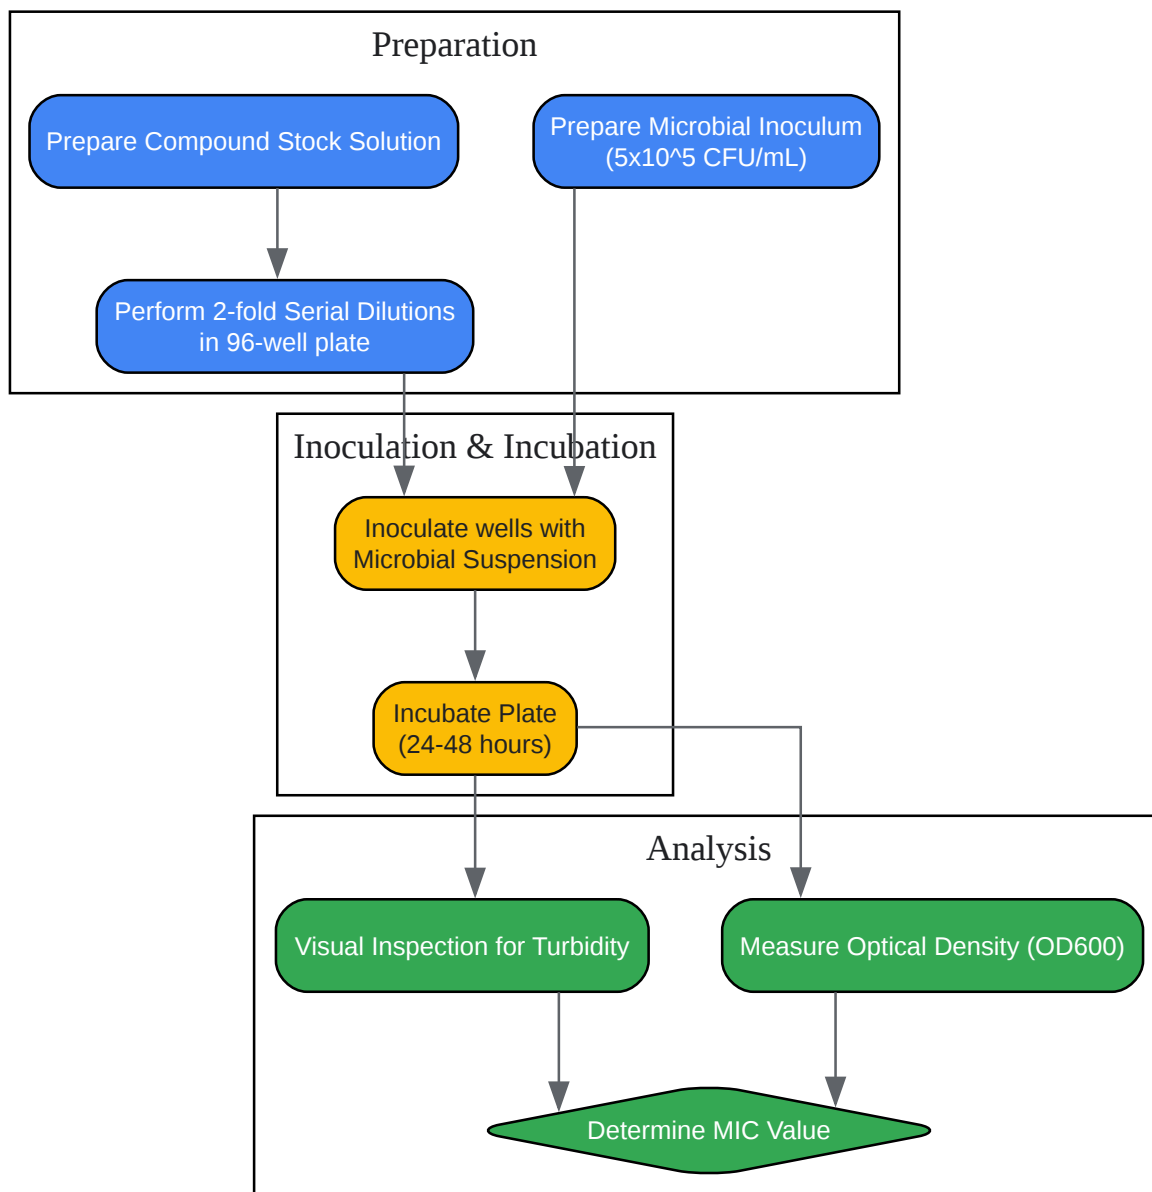 Preparation
Prepare Compound Stock Solution
Prepare Microbial Inoculum
(5x10^5 CFU/mL)
Perform 2-fold Serial Dilutions
in 96-well plate
Inoculation & Incubation
Inoculate wells with
Microbial Suspension
Incubate Plate
(24-48 hours)
Analysis
Visual Inspection for Turbidity
Measure Optical Density (OD600)
Determine MIC Value